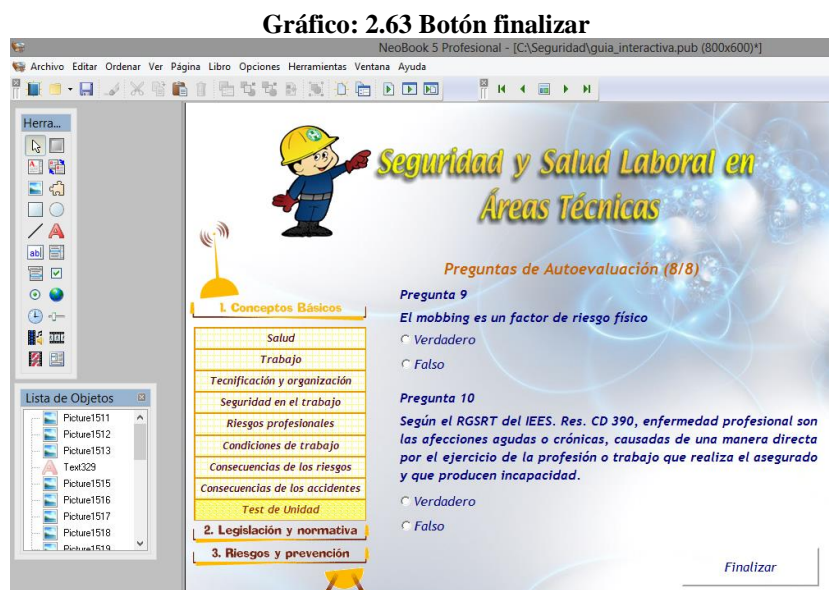 Gráfico: 2.63 Botón finalizar
NeoBook 5 Profesional - [C:\Seguridad\guia_interactiva.pub (800x600)*]
Archivo Editar Ordenar Ver Página Libro Opciones Herramientas Ventana Ayuda
Herra...
Seguridad y Salud Laboral en
Áreas Técnicas
Preguntas de Autoevaluación (8/8)
Pregunta 9
El mobbing es un factor de riesgo físico
Verdadero
Falso
Pregunta 10
Según el RGSRT del IEES. Res. CD 390, enfermedad profesional son
las afecciones agudas o crónicas, causadas de una manera directa
por el ejercicio de la profesión o trabajo que realiza el asegurado
y que producen incapacidad.
Verdadero
Falso
Finalizar
1. Conceptos Básicos
Salud
Trabajo
Tecnificación y organización
Seguridad en el trabajo
Riesgos profesionales
Condiciones de trabajo
Consecuencias de los riesgos
Consecuencias de los accidentes
Test de Unidad
2. Legislación y normativa
3. Riesgos y prevención
Lista de Objetos
Picture1511
Picture1512
Picture1513
Text329
Picture1515
Picture1516
Picture1517
Picture1518
Picture1519